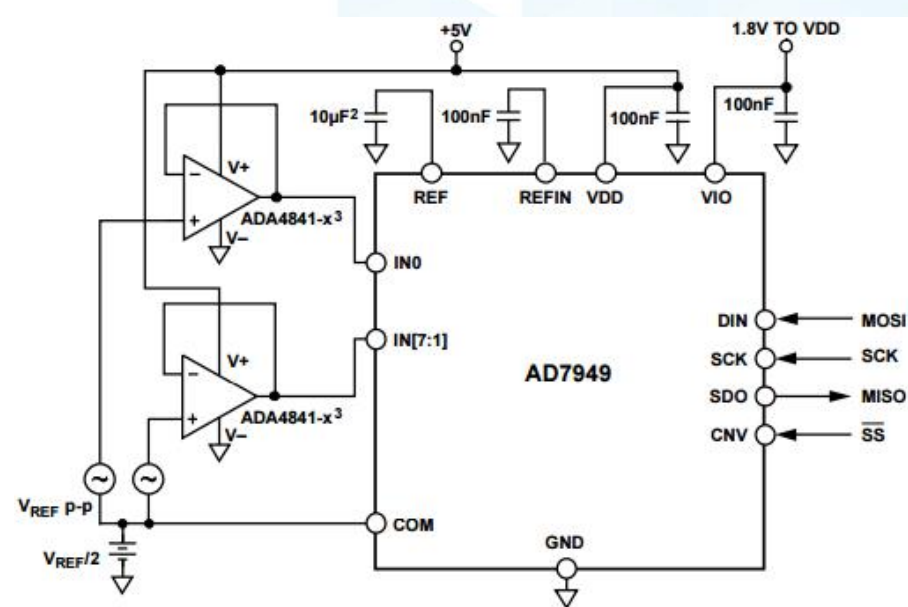 +5V
1.8V TO VDD
10µF2
100nF
100nF
100nF
V+
ADA4841-x3
V–
REF
REFIN
VDD
VIO
IN0
V+
ADA4841-x3
V–
IN[7:1]
AD7949
DIN
MOSI
SCK
SCK
SDO
MISO
CNV
SS
VREF p-p
COM
VREF/2
GND
–
+
–
+